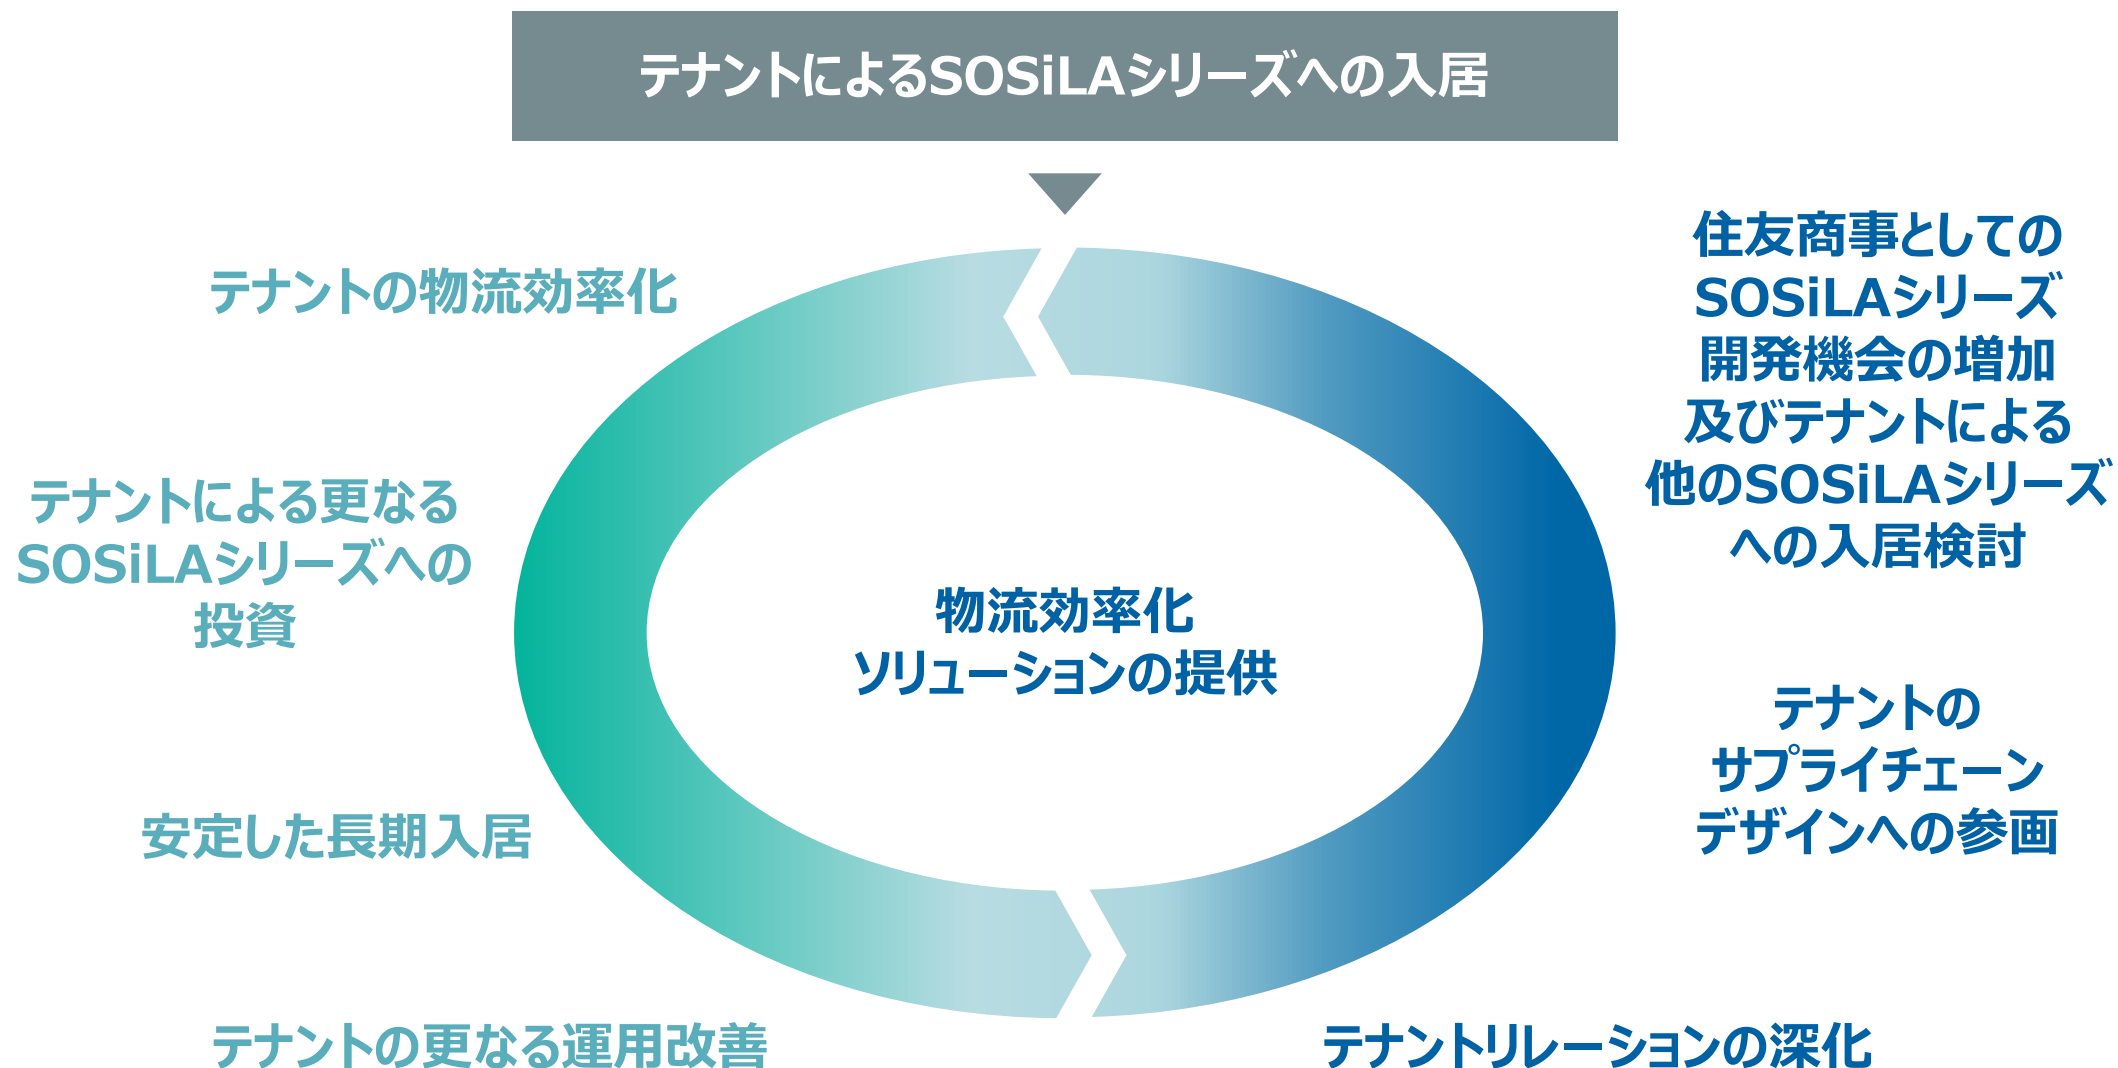 テナントによるSOSiLAシリーズへの入居
テナントの物流効率化
テナントによる更なる
SOSiLAシリーズへの
投資
安定した長期入居
テナントの更なる運用改善
物流効率化
ソリューションの提供
住友商事としての
SOSiLAシリーズ
開発機会の増加
及びテナントによる
他のSOSiLAシリーズ
への入居検討
テナントの
サプライチェーン
デザインへの参画
テナントリレーションの深化